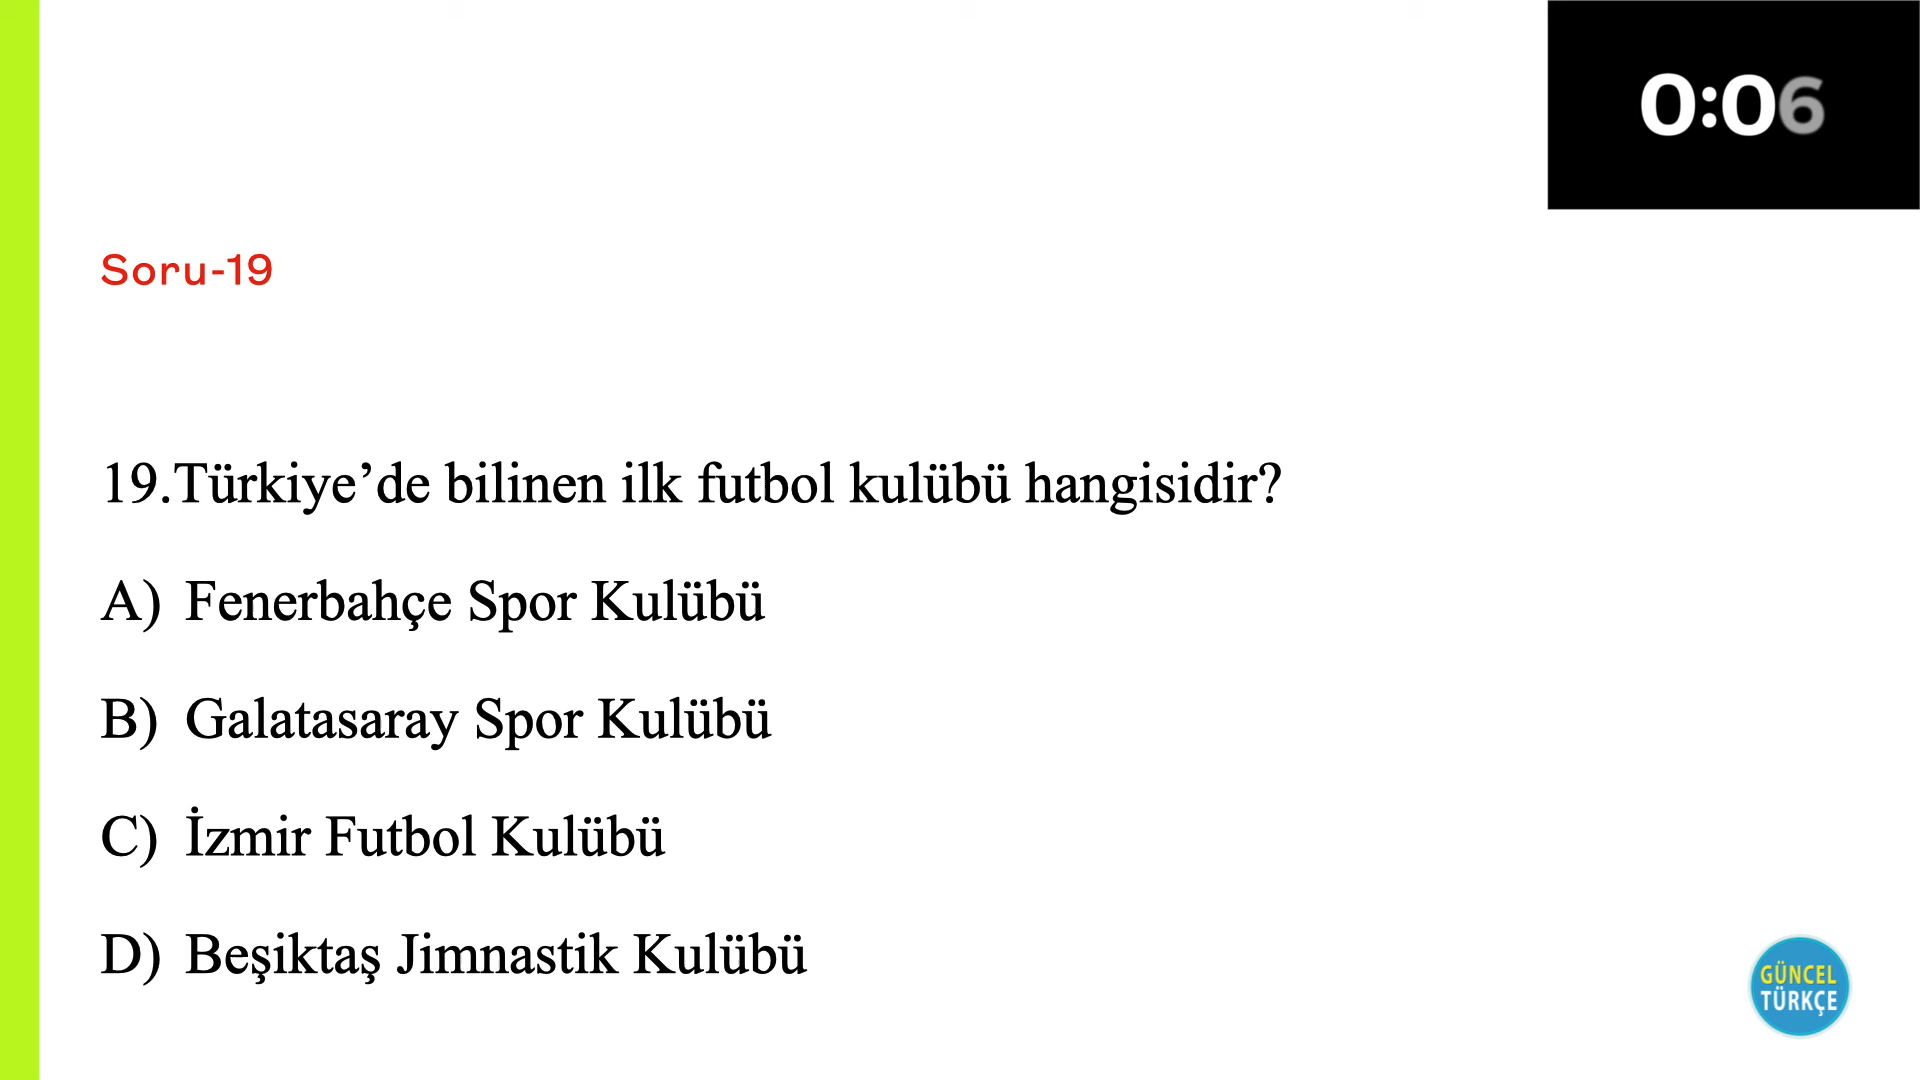 0:06
Soru-19
19.Türkiye’de bilinen ilk futbol kulübü hangisidir?
A) Fenerbahçe Spor Kulübü
B) Galatasaray Spor Kulübü
C) İzmir Futbol Kulübü
D) Beşiktaş Jimnastik Kulübü
GÜNCEL
TÜRKÇE